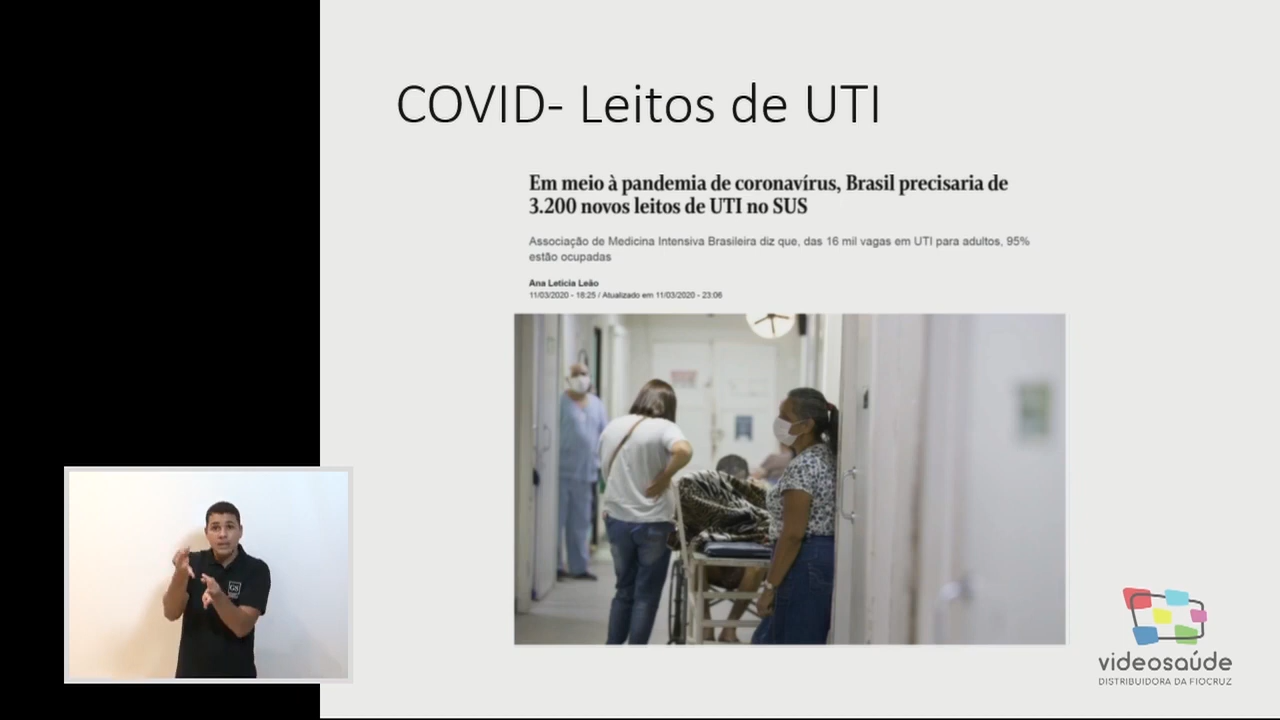 COVID- Leitos de UTI
Em meio à pandemia de coronavírus, Brasil precisaria de
3.200 novos leitos de UTI no SUS
Associação de Medicina Intensiva Brasileira diz que, das 16 mil vagas em UTI para adultos, 95%
estão ocupadas
Ana Letícia Leão
11/03/2020 - 18:25 / Atualizado em 11/03/2020 - 23:06
GS
videosaúde
DISTRIBUIDORA DA FIOCRUZ